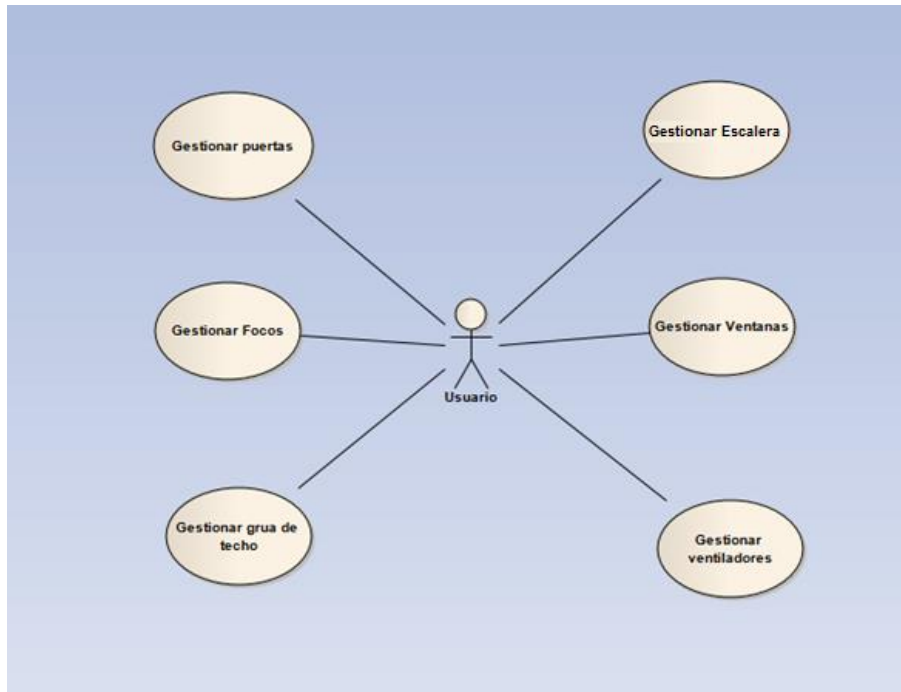 Gestionar puertas
Gestionar Escalera
Gestionar Focos
Gestionar Ventanas
Usuario
Gestionar grua de
techo
Gestionar
ventiladores